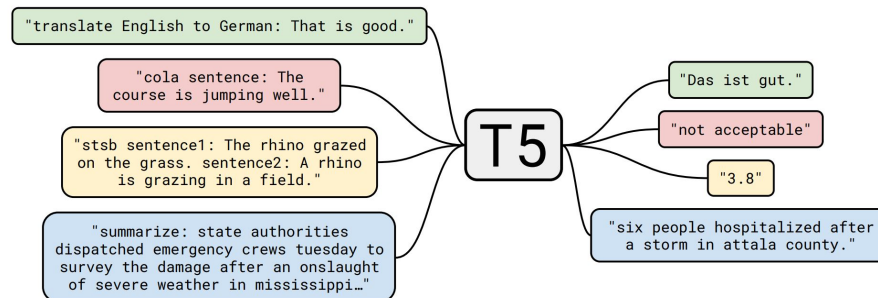 "translate English to German: That is good."
"cola sentence: The
course is jumping well."
"stsb sentence1: The rhino grazed
on the grass. sentence2: A rhino
is grazing in a field."
"summarize: state authorities
dispatched emergency crews tuesday to
survey the damage after an onslaught
of severe weather in mississippi…"
T5
"Das ist gut."
"not acceptable"
"3.8"
"six people hospitalized after
a storm in attala county."